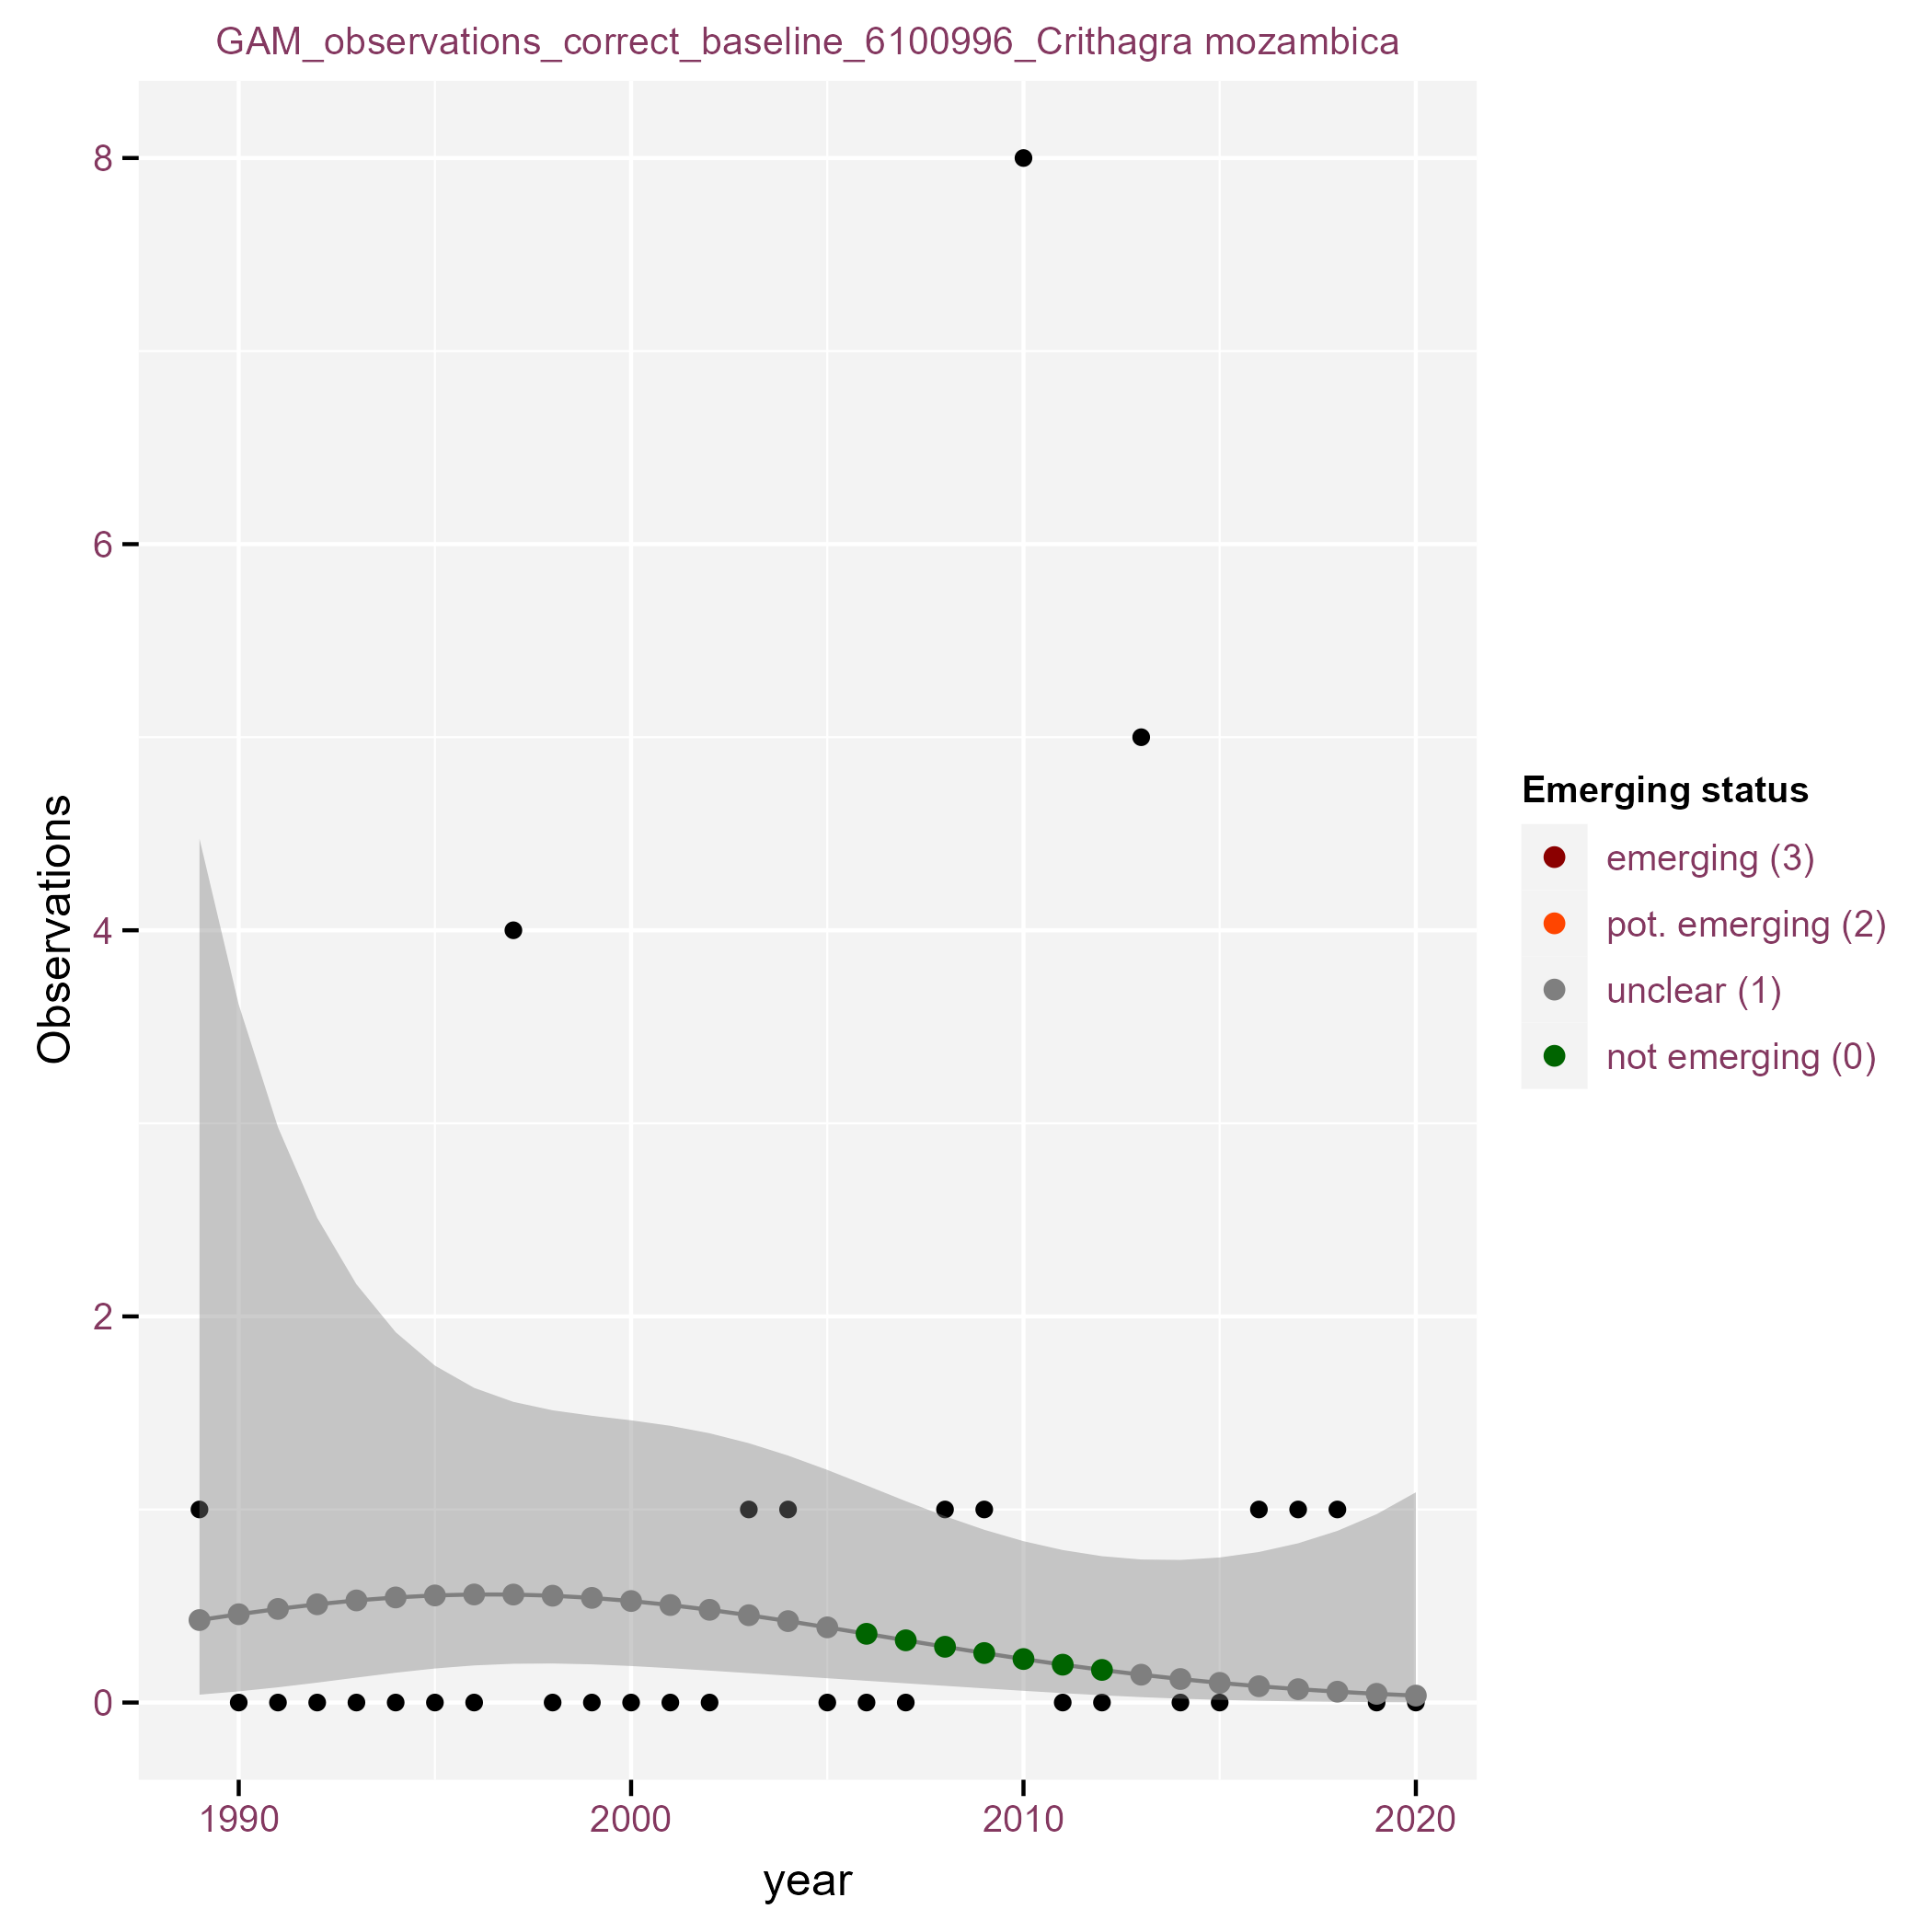 GAM_observations_correct_baseline_6100996_Crithagra mozambica
8
6
4
2
0
Observations
1990 2000 2010 2020
year
Emerging status
emerging (3)
pot. emerging (2)
unclear (1)
not emerging (0)